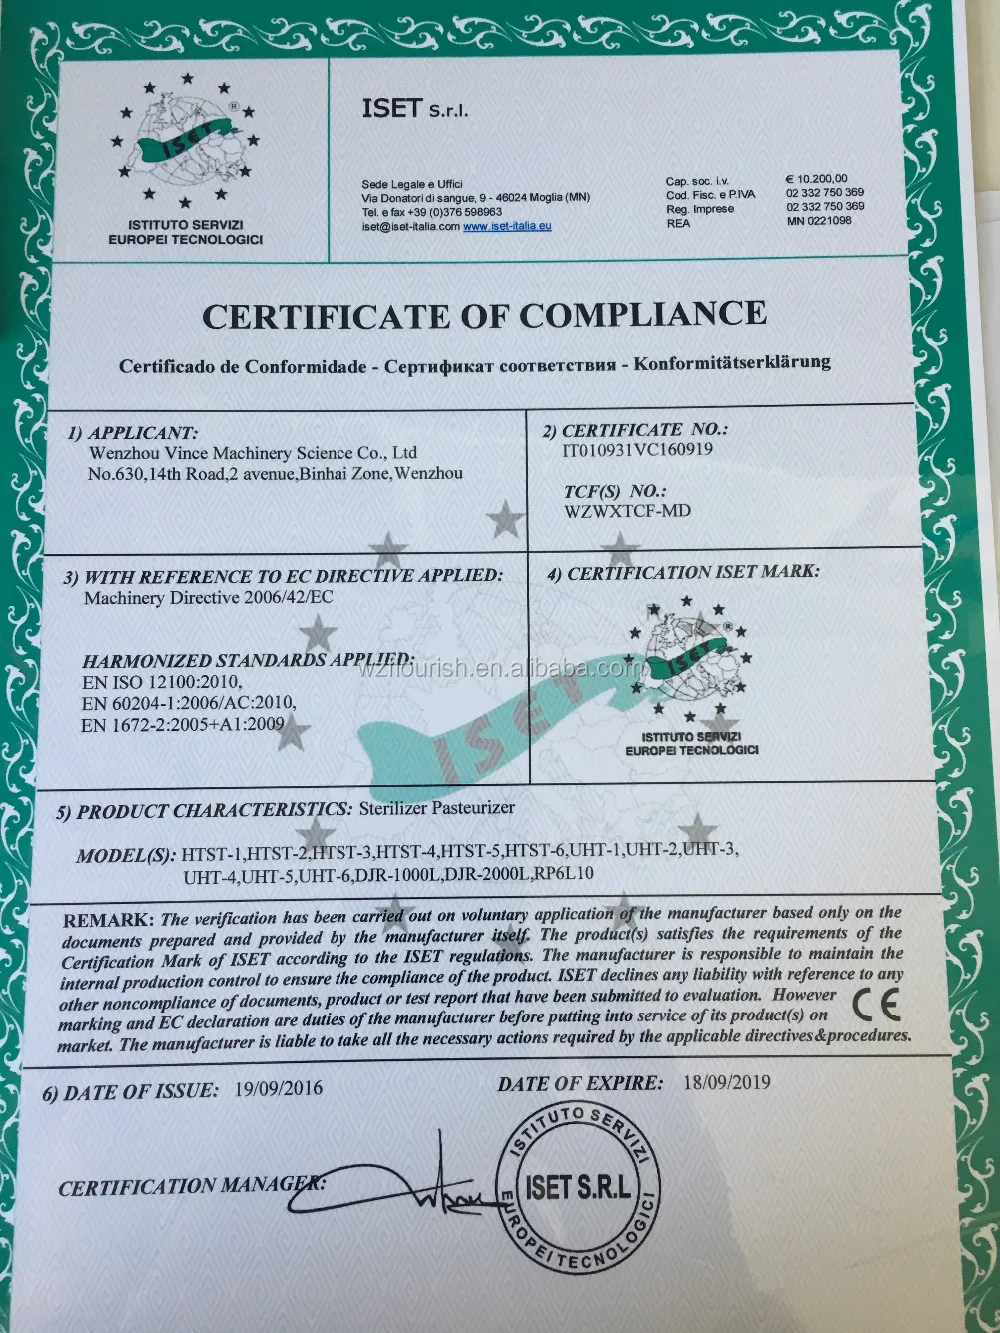 ISET
®
ISTITUTO SERVIZI
EUROPEI TECNOLOGICI
ISET s.r.l.
Sede Legale e Uffici
Via Donatori di sangue, 9 - 46024 Moglia (MN)
Tel. e fax +39 (0)376 598963
iset@iset-italia.com www.iset-italia.eu
Cap. soc. i.v. € 10.200,00
Cod. Fisc. e P.IVA 02 332 750 369
Reg. Imprese 02 332 750 369
REA MN 0221098
CERTIFICATE OF COMPLIANCE
Certificado de Conformidade - Сертификат соответствия - Konformitätserklärung
1) APPLICANT:
Wenzhou Vince Machinery Science Co., Ltd
No.630,14th Road,2 avenue,Binhai Zone,Wenzhou
2) CERTIFICATE NO.:
IT010931VC160919
TCF(S) NO.:
WZWXTCF-MD
3) WITH REFERENCE TO EC DIRECTIVE APPLIED:
Machinery Directive 2006/42/EC
HARMONIZED STANDARDS APPLIED:
EN ISO 12100:2010,
EN 60204-1:2006/AC:2010,
EN 1672-2:2005+A1:2009
4) CERTIFICATION ISET MARK:
ISET
®
ISTITUTO SERVIZI
EUROPEI TECNOLOGICI
wzflourish.en.alibaba.com
ISET
5) PRODUCT CHARACTERISTICS: Sterilizer Pasteurizer
MODEL(S): HTST-1,HTST-2,HTST-3,HTST-4,HTST-5,HTST-6,UHT-1,UHT-2,UHT-3,
UHT-4,UHT-5,UHT-6,DJR-1000L,DJR-2000L,RP6L10
REMARK: The verification has been carried out on voluntary application of the manufacturer based only on the
documents prepared and provided by the manufacturer itself. The product(s) satisfies the requirements of the
Certification Mark of ISET according to the ISET regulations. The manufacturer is responsible to maintain the
internal production control to ensure the compliance of the product. ISET declines any liability with reference to any
other noncompliance of documents, product or test report that have been submitted to evaluation. However
marking and EC declaration are duties of the manufacturer before putting into service of its product(s) on
market. The manufacturer is liable to take all the necessary actions required by the applicable directives&procedures.
CE
6) DATE OF ISSUE: 19/09/2016
DATE OF EXPIRE: 18/09/2019
CERTIFICATION MANAGER:
ISTITUTO SERVIZI
ISET S.R.L
EUROPEI TECNOLOGICI